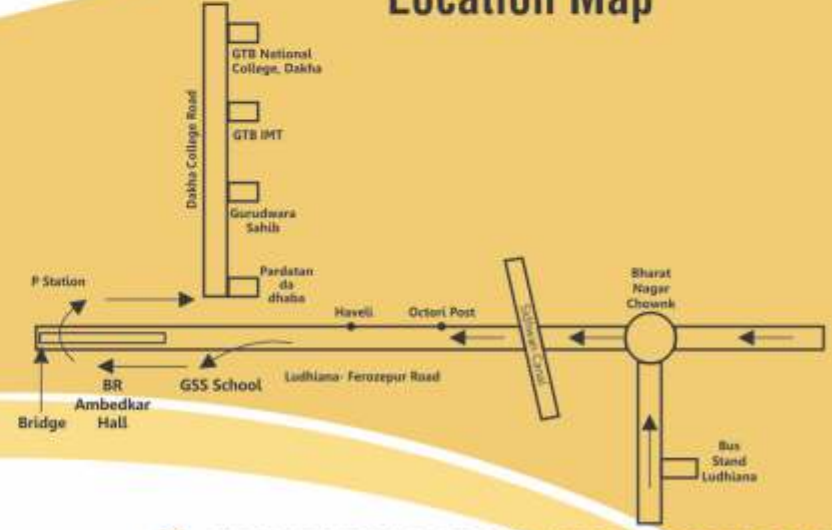 Location Map
GTB National
College, Dakha
Dakha College Road
GTB IMT
Gurudwara
Sahib
Pardatan
da
dhaba
P Station
Haveli
Octori Post
Sidhwan Canal
Bharat
Nagar
Chownk
BR
Ambedkar
Hall
GSS School
Ludhiana- Ferozepur Road
Bridge
Bus
Stand
Ludhiana